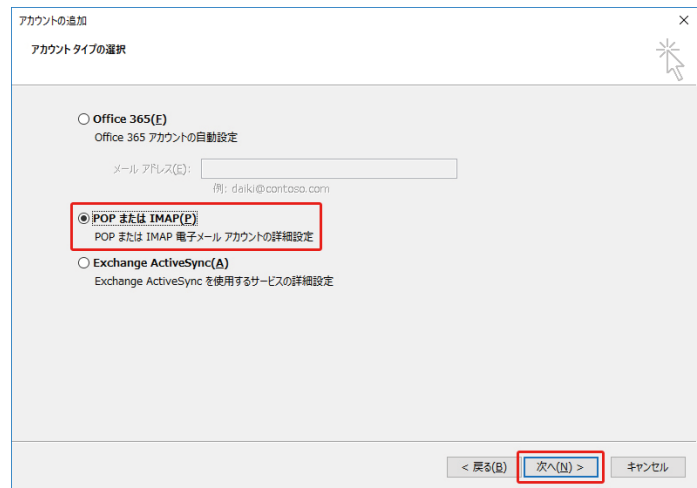 アカウントの追加
×
アカウント タイプの選択
Office 365(F)
Office 365 アカウントの自動設定
メール アドレス(E):
例: daiki@contoso.com
POP または IMAP(P)
POP または IMAP 電子メール アカウントの詳細設定
Exchange ActiveSync(A)
Exchange ActiveSync を使用するサービスの詳細設定
< 戻る(B) 次へ(N) > キャンセル